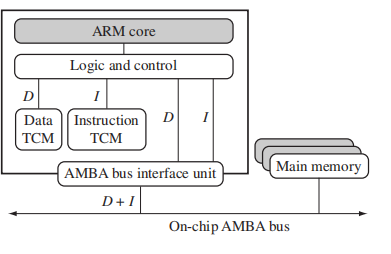 ARM core
Logic and control
D
I
D
I
Data
TCM
Instruction
TCM
Main memory
AMBA bus interface unit
D + I
On-chip AMBA bus